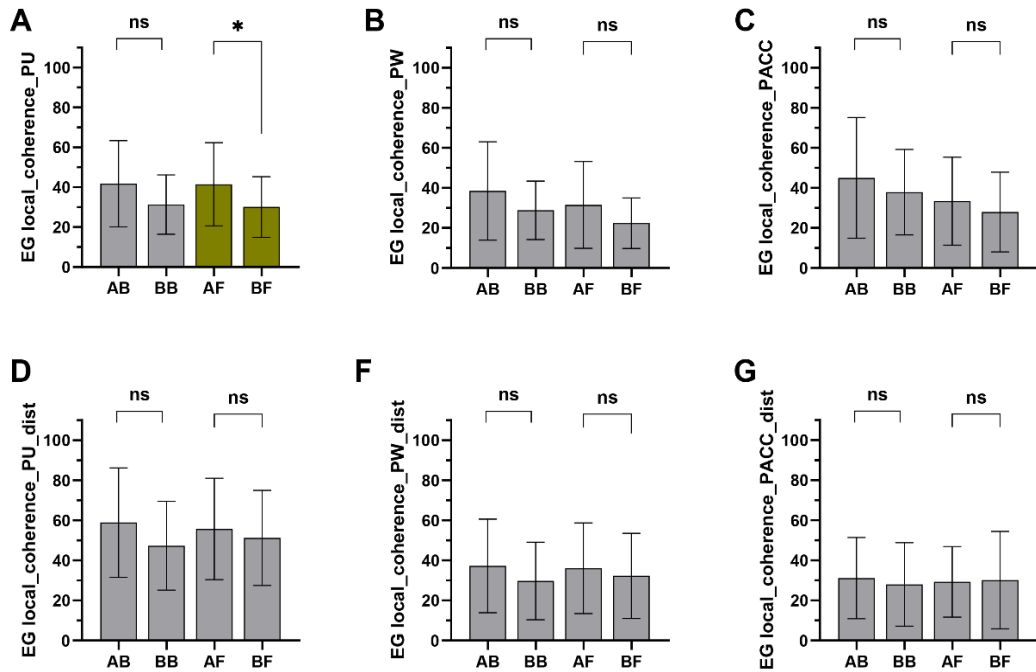 A
EG local_coherence_PU
ns
*
100
80
60
40
20
0
AB BB AF BF
B
EG local_coherence_PW
ns
ns
100
80
60
40
20
0
AB BB AF BF
C
EG local_coherence_PACC
ns
ns
100
80
60
40
20
0
AB BB AF BF
D
EG local_coherence_PU_dist
ns
ns
100
80
60
40
20
0
AB BB AF BF
F
EG local_coherence_PW_dist
ns
ns
100
80
60
40
20
0
AB BB AF BF
G
EG local_coherence_PACC_dist
ns
ns
100
80
60
40
20
0
AB BB AF BF